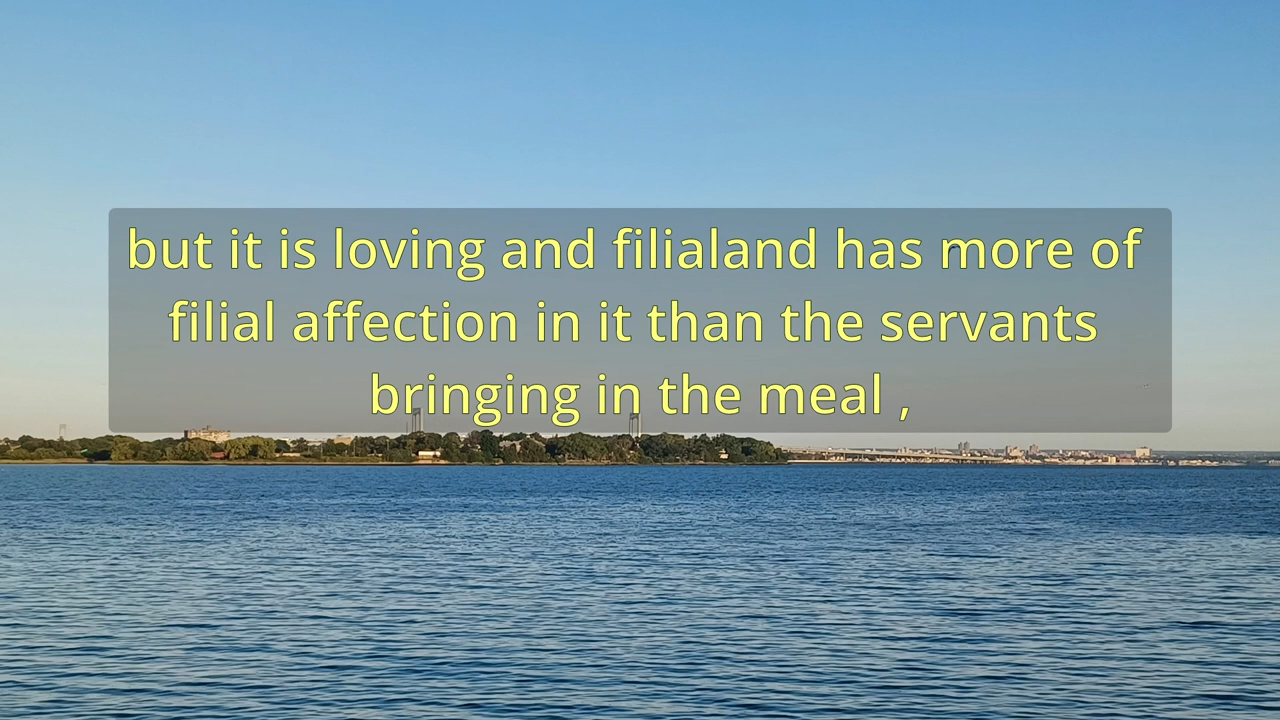 but it is loving and filialand has more of
filial affection in it than the servants
bringing in the meal ,